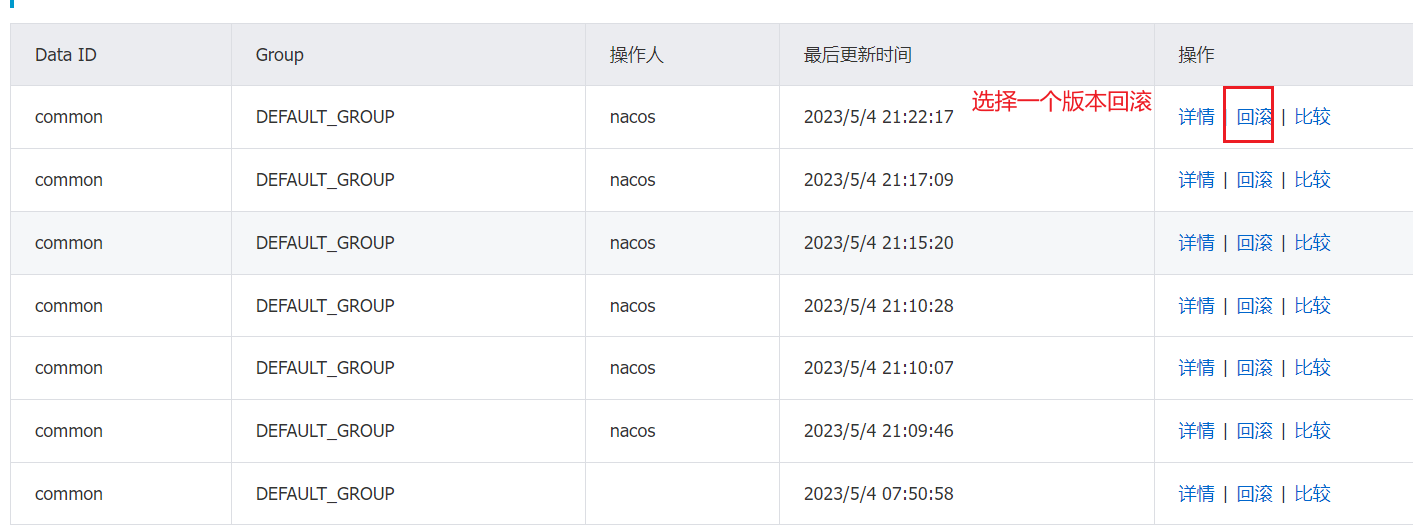 Data ID Group 操作人 最后更新时间 操作
选择一个版本回滚
common DEFAULT_GROUP nacos 2023/5/4 21:22:17 详情 | 回滚 | 比较
common DEFAULT_GROUP nacos 2023/5/4 21:17:09 详情 | 回滚 | 比较
common DEFAULT_GROUP nacos 2023/5/4 21:15:20 详情 | 回滚 | 比较
common DEFAULT_GROUP nacos 2023/5/4 21:10:28 详情 | 回滚 | 比较
common DEFAULT_GROUP nacos 2023/5/4 21:10:07 详情 | 回滚 | 比较
common DEFAULT_GROUP nacos 2023/5/4 21:09:46 详情 | 回滚 | 比较
common DEFAULT_GROUP 2023/5/4 07:50:58 详情 | 回滚 | 比较